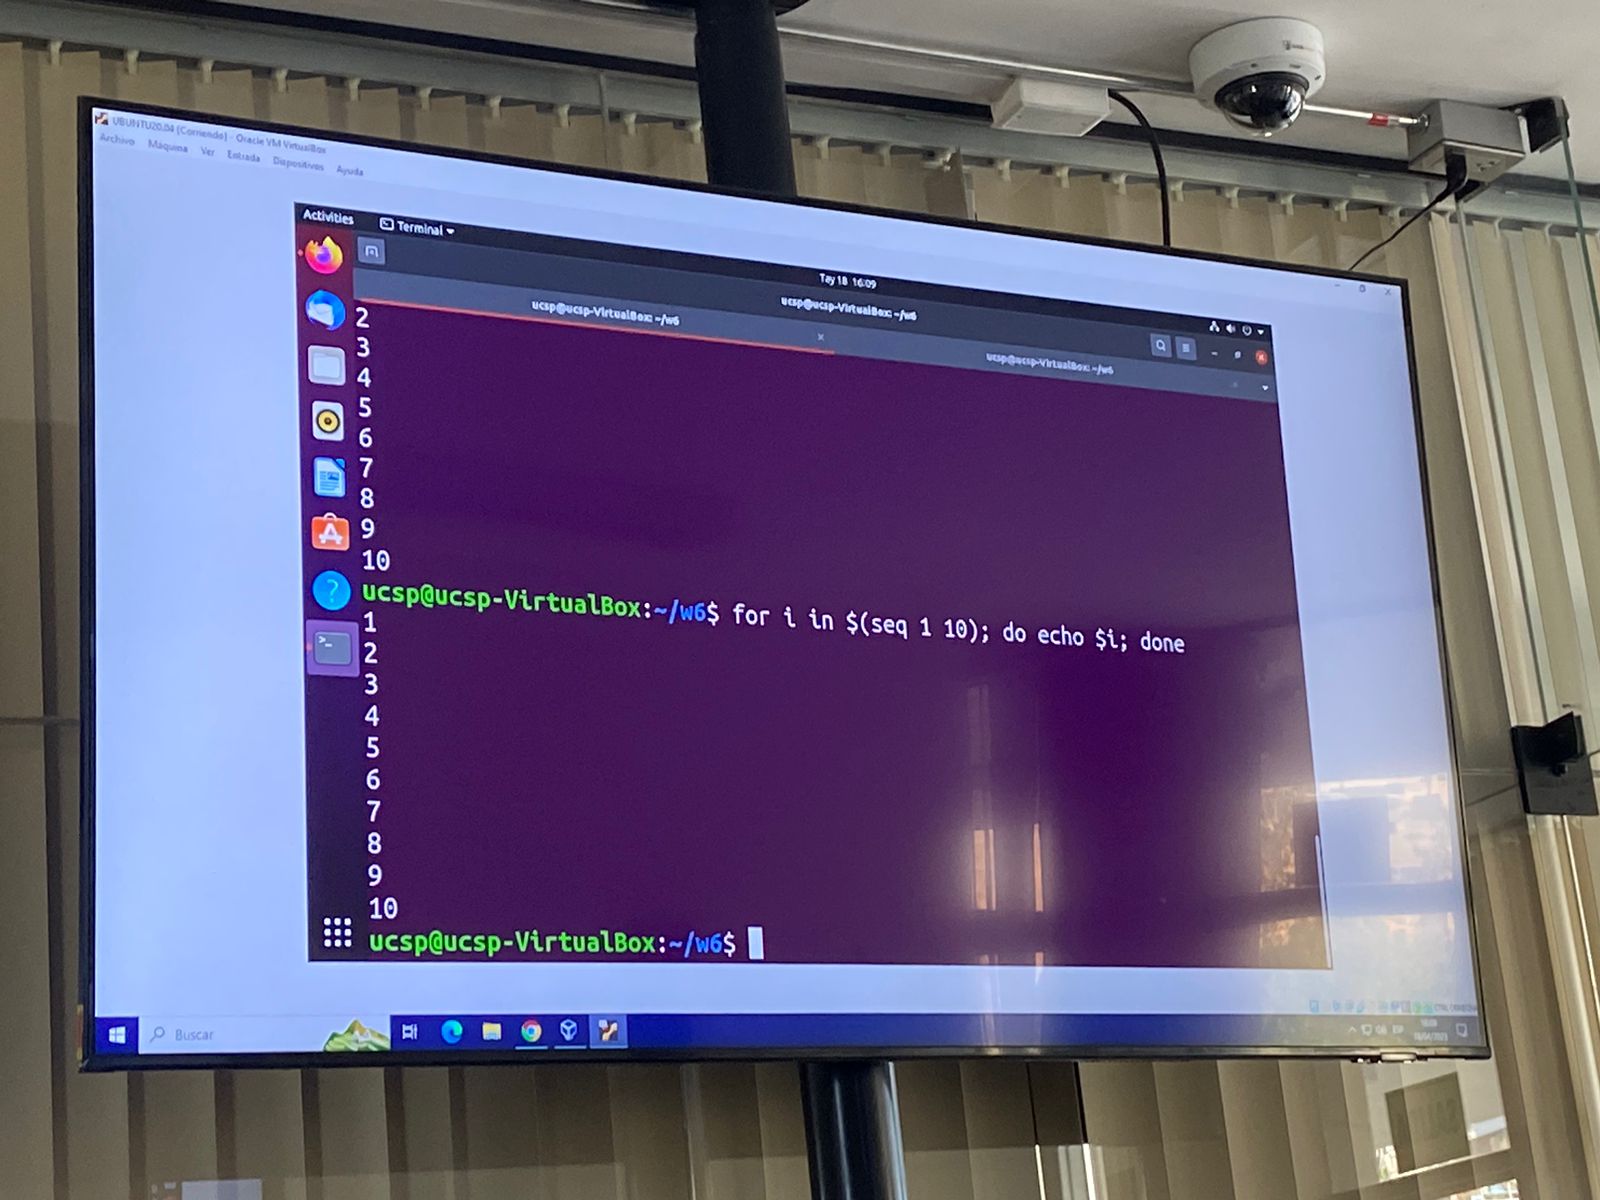 UBUNTU20.04 [Corriendo] - Oracle VM VirtualBox
Archivo Máquina Ver Entrada Dispositivos Ayuda
Activities Terminal
Tay 18 16:09
ucsp@ucsp-VirtualBox: ~/w6
ucsp@ucsp-VirtualBox: ~/w6
ucsp@ucsp-VirtualBox: ~/w6
2
3
4
5
6
7
8
9
10
ucsp@ucsp-VirtualBox:~/w6$ for i in $(seq 1 10); do echo $i; done
1
2
3
4
5
6
7
8
9
10
ucsp@ucsp-VirtualBox:~/w6$
Buscar